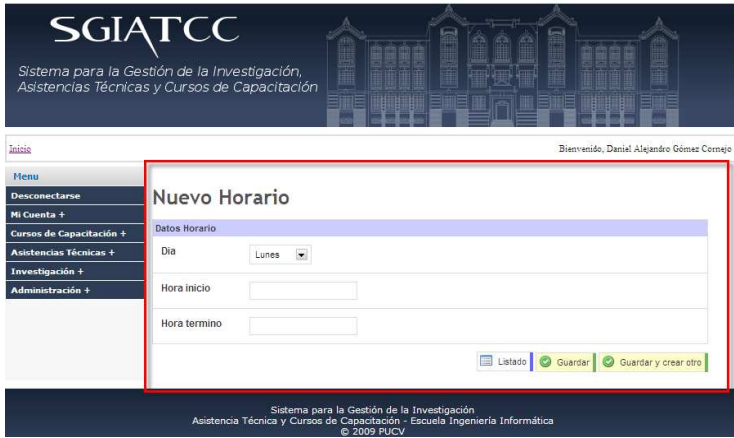 SGIATCC
Sistema para la Gestión de la Investigación,
Asistencias Técnicas y Cursos de Capacitación
Inicio
Bienvenido, Daniel Alejandro Gómez Cornejo
Menu
Desconectarse
Mi Cuenta +
Cursos de Capacitación +
Asistencias Técnicas +
Investigación +
Administración +
Nuevo Horario
Datos Horario
Dia
Lunes
Hora inicio
Hora termino
Listado
Guardar
Guardar y crear otro
Sistema para la Gestión de la Investigación
Asistencia Técnica y Cursos de Capacitación - Escuela Ingeniería Informática
© 2009 PUCV